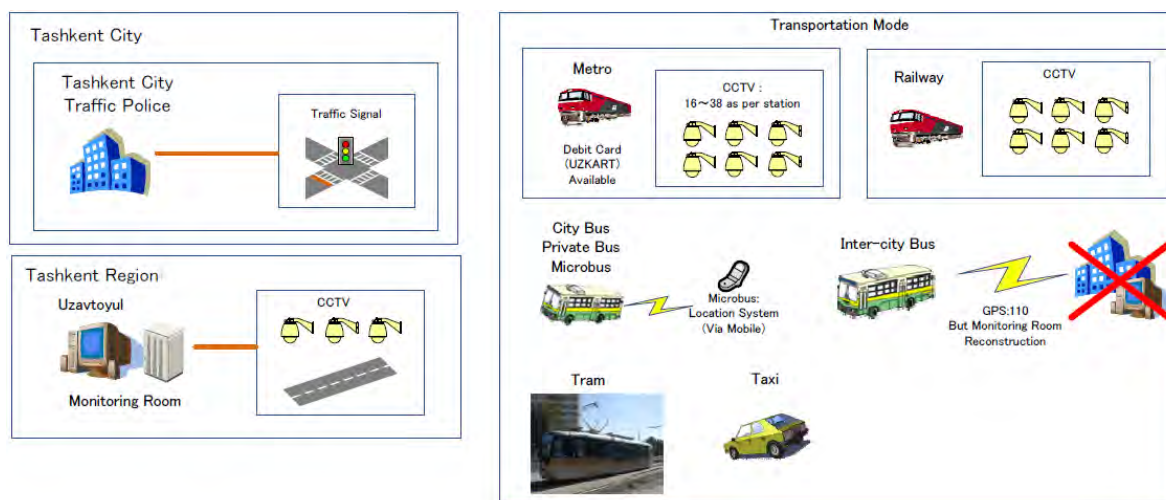 Tashkent City
Tashkent City
Traffic Police
Traffic Signal
Tashkent Region
Uzavtoyul
CCTV
Monitoring Room
Transportation Mode
Metro
CCTV :
16～38 as per station
Debit Card
(UZKART)
Available
Railway
CCTV
City Bus
Private Bus
Microbus
Microbus:
Location System
(Via Mobile)
Inter-city Bus
GPS:110
But Monitoring Room
Reconstruction
Tram
Taxi